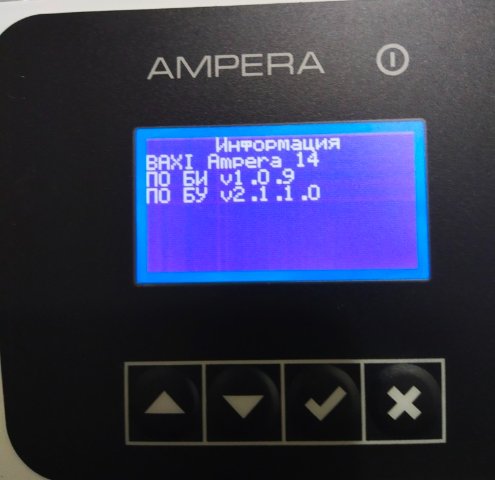 AMPERA
Информация
BAXI Ampera 14
ПО БИ v1.0.9
ПО БУ v2.1.1.0